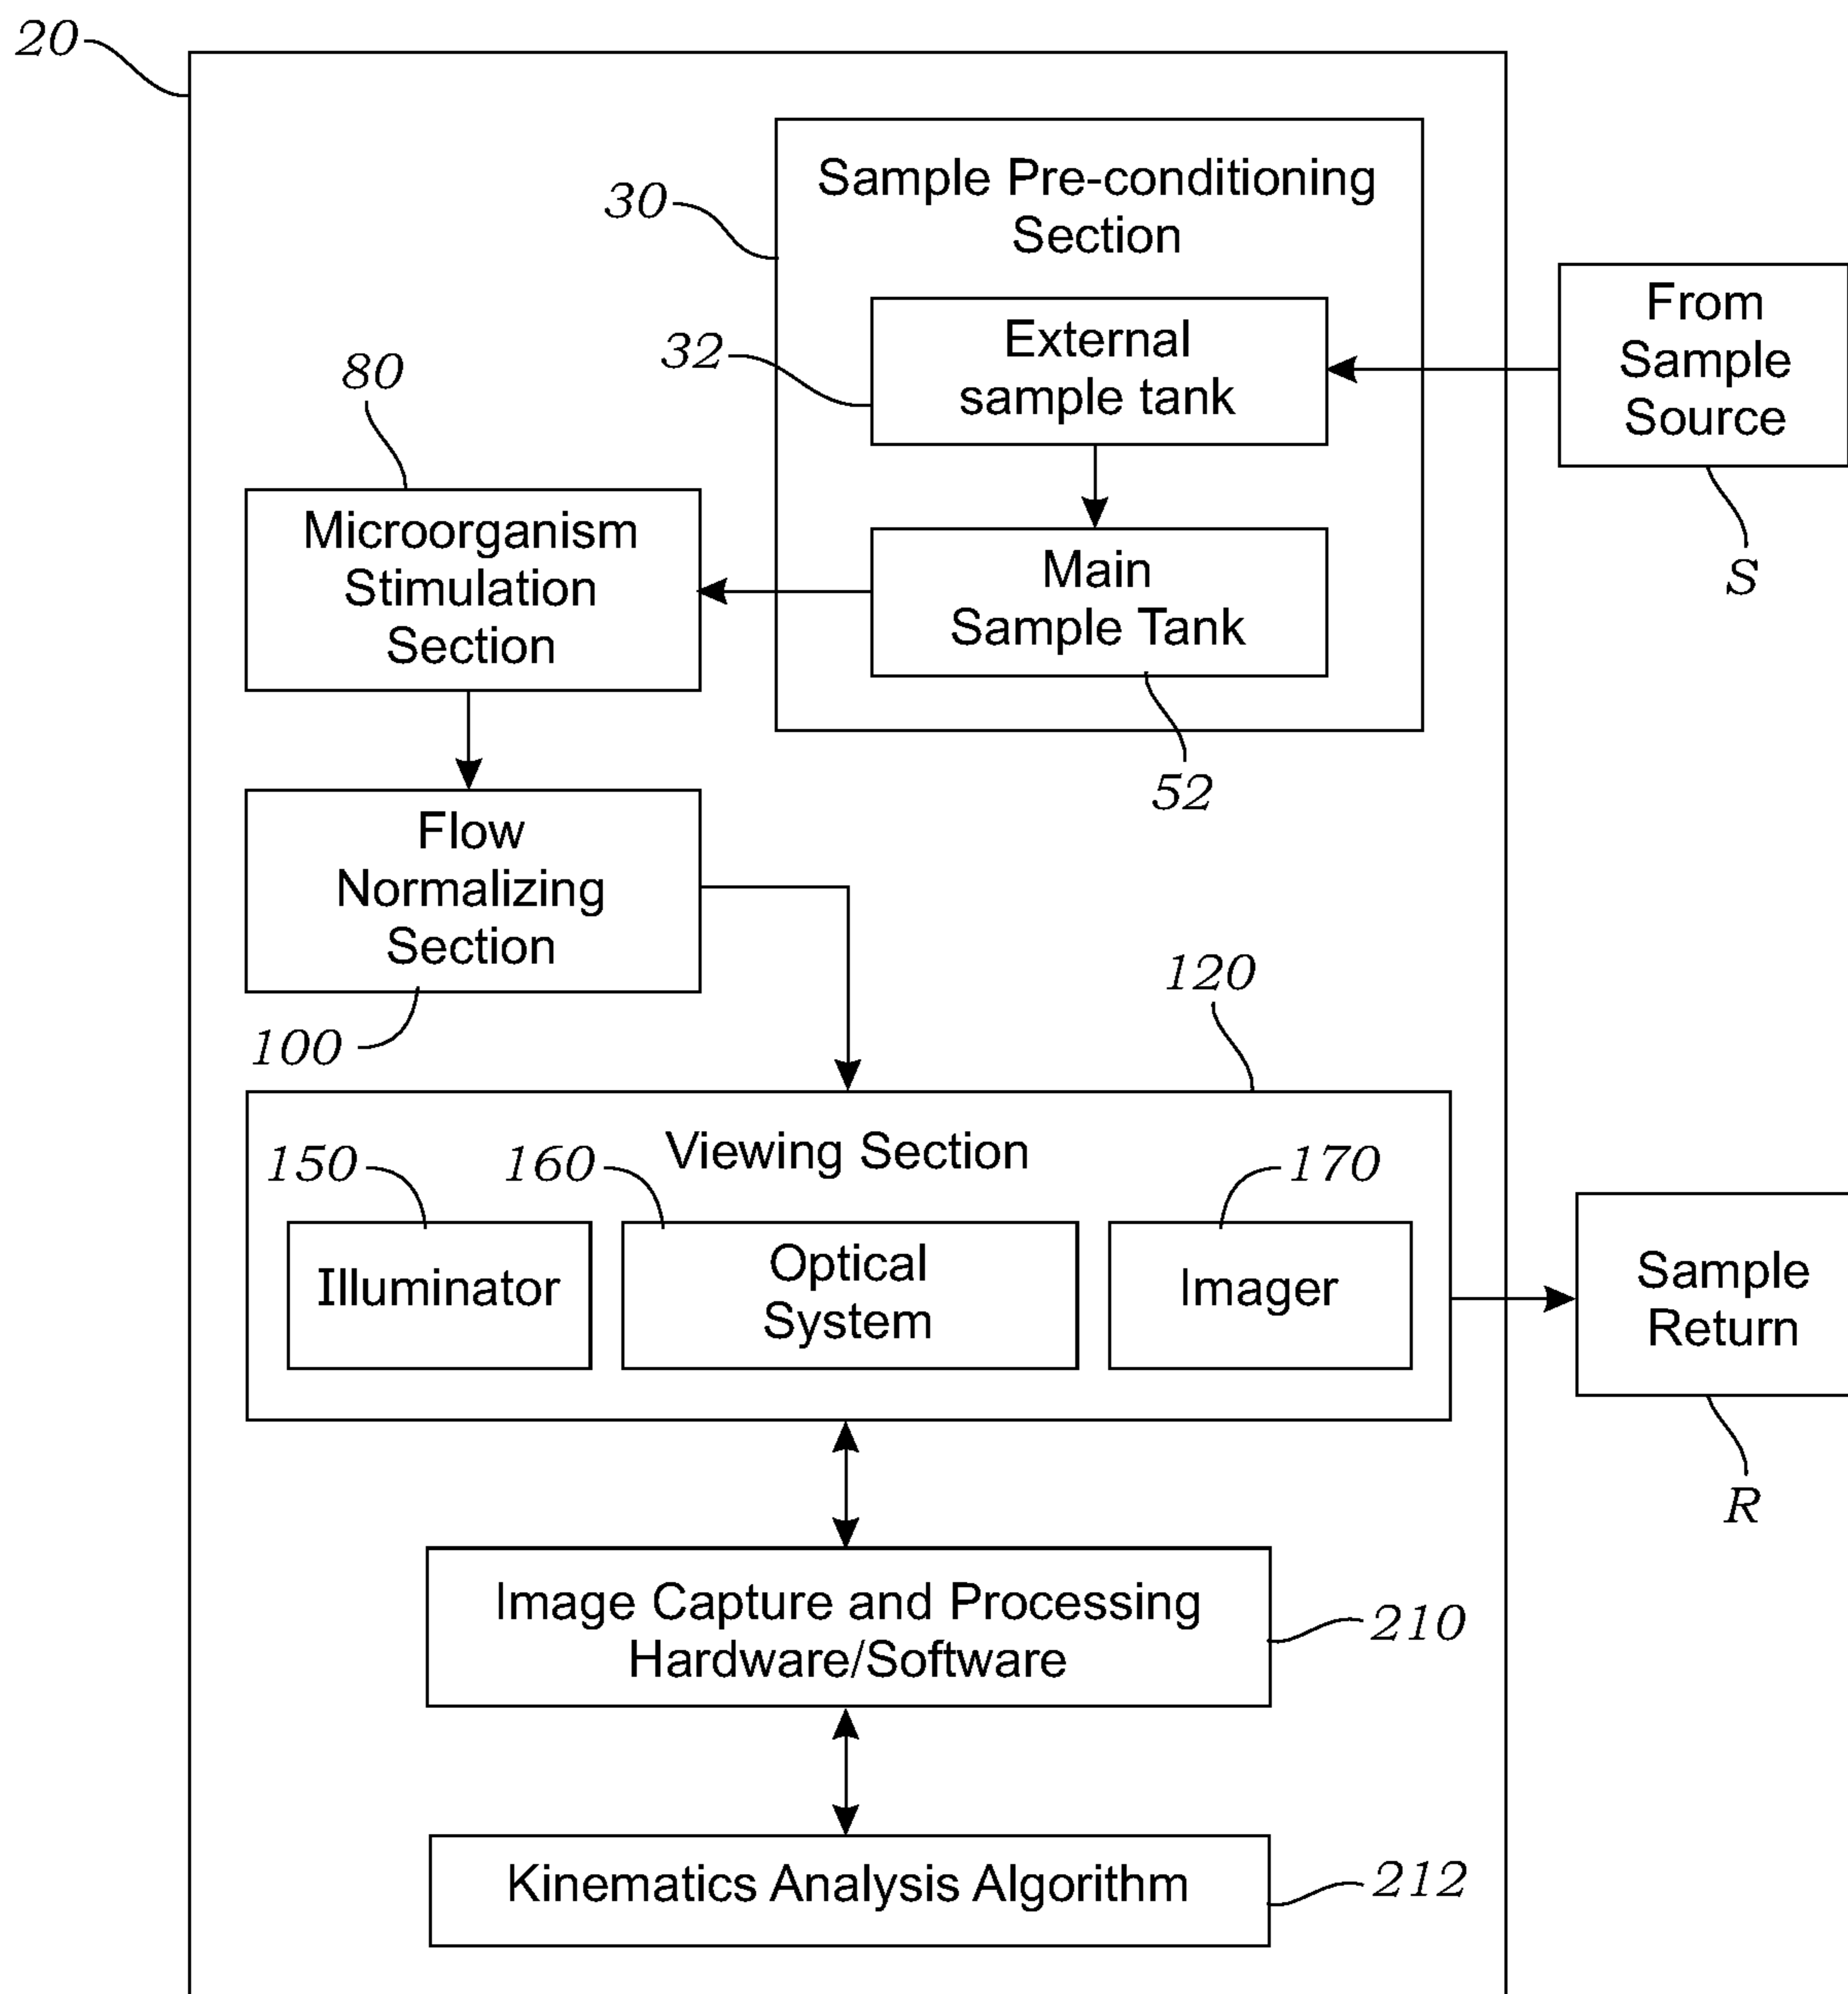 20
Sample Pre-conditioning
Section
30
External
sample tank
32
From
Sample
Source
S
80
Microorganism
Stimulation
Section
Main
Sample Tank
52
Flow
Normalizing
Section
100
120
Viewing Section
150
160
170
Illuminator
Optical
System
Imager
Sample
Return
R
Image Capture and Processing
Hardware/Software
210
Kinematics Analysis Algorithm
212